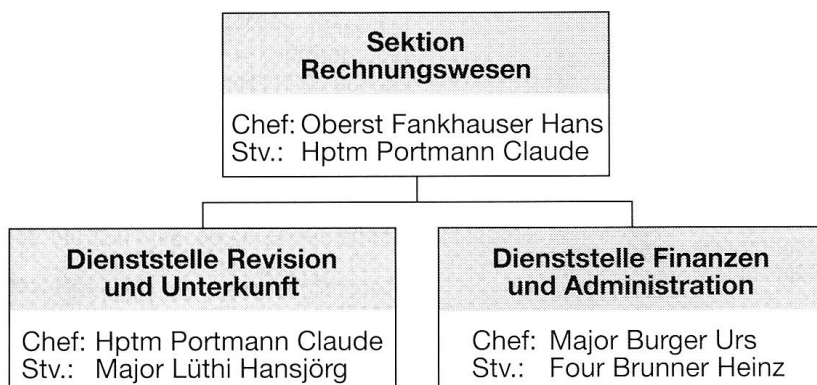 Sektion
Rechnungswesen
Chef: Oberst Fankhauser Hans
Stv.: Hptm Portmann Claude
Dienststelle Revision
und Unterkunft
Chef: Hptm Portmann Claude
Stv.: Major Lüthi Hansjörg
Dienststelle Finanzen
und Administration
Chef: Major Burger Urs
Stv.: Four Brunner Heinz